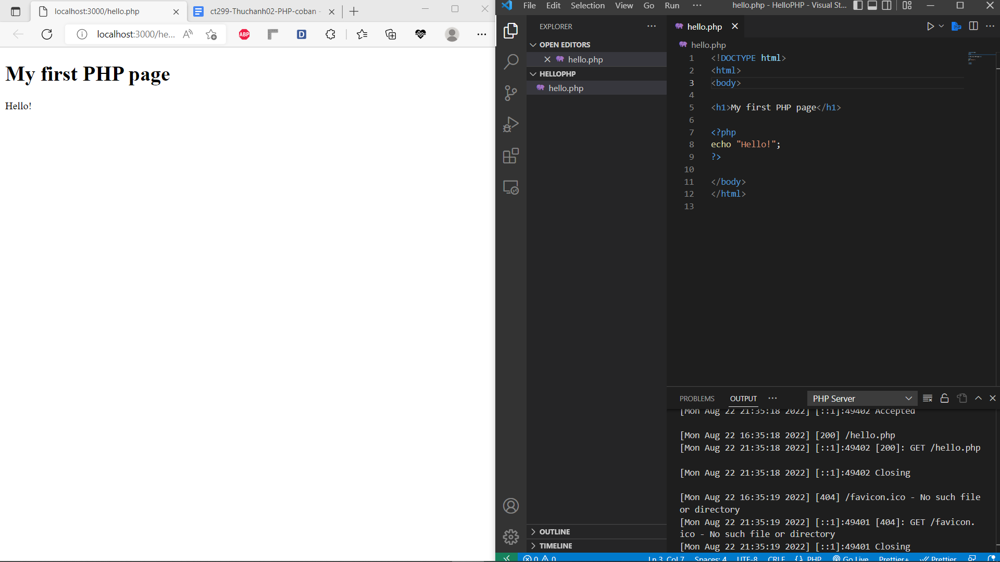 localhost:3000/hello.php
ct299-Thuchanh02-PHP-coban -
localhost:3000/he...
ABP
D
My first PHP page
Hello!
File Edit Selection View Go Run ...
hello.php - HelloPHP - Visual St...
EXPLORER
OPEN EDITORS
hello.php
HELLOPHP
hello.php
OUTLINE
TIMELINE
hello.php
hello.php
1 <!DOCTYPE html>
2 <html>
3 <body>
4
5 <h1>My first PHP page</h1>
6
7 <?php
8 echo "Hello!";
9 ?>
10
11 </body>
12 </html>
13
PROBLEMS OUTPUT ... PHP Server
[Mon Aug 22 21:35:18 2022] [::1]:49402 Accepted
[Mon Aug 22 16:35:18 2022] [200] /hello.php
[Mon Aug 22 21:35:18 2022] [::1]:49402 [200]: GET /hello.php
[Mon Aug 22 21:35:18 2022] [::1]:49402 Closing
[Mon Aug 22 16:35:19 2022] [404] /favicon.ico - No such file
or directory
[Mon Aug 22 21:35:19 2022] [::1]:49401 [404]: GET /favicon.
ico - No such file or directory
[Mon Aug 22 21:35:19 2022] [::1]:49401 Closing
0 0 Ln 3, Col 7 Spaces: 4 UTF-8 CRLF {} PHP Go Live Prettier+ Prettier